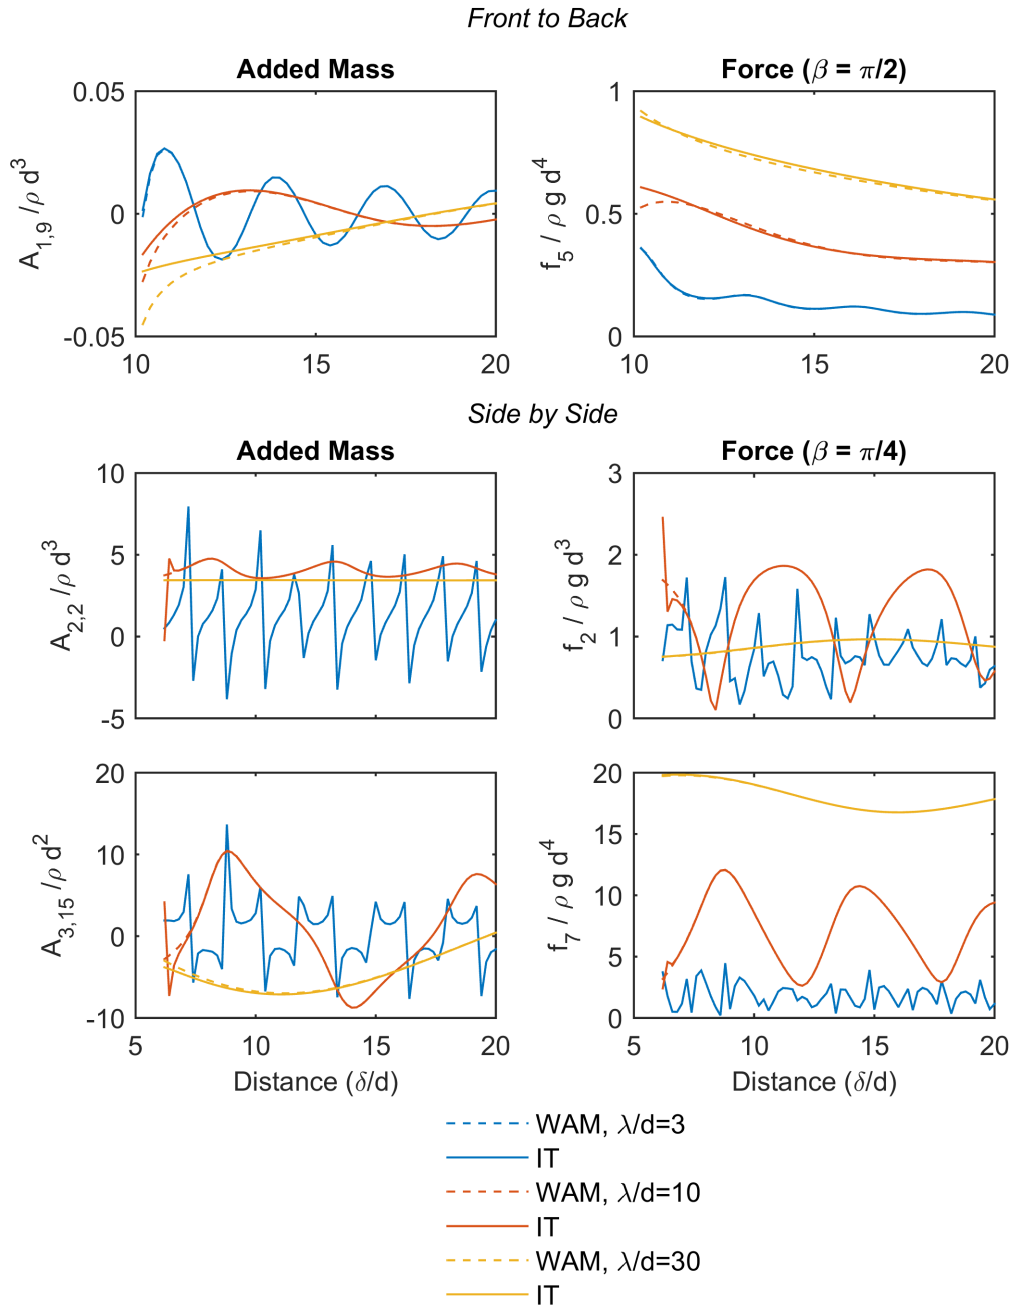 Front to Back
Added Mass
Force (β = π/2)
0.05
0
-0.05
A1,9 /ρ d3
10
15
20
1
0.5
0
f5 / ρ g d4
10
15
20
Side by Side
Added Mass
Force (β = π/4)
10
5
0
-5
A2,2 /ρ d3
3
2
1
0
f2 / ρ g d3
20
10
0
-10
A3,15 /ρ d2
5
10
15
20
Distance (δ/d)
20
15
10
5
0
f7 / ρ g d4
5
10
15
20
Distance (δ/d)
WAM, λ/d=3
IT
WAM, λ/d=10
IT
WAM, λ/d=30
IT